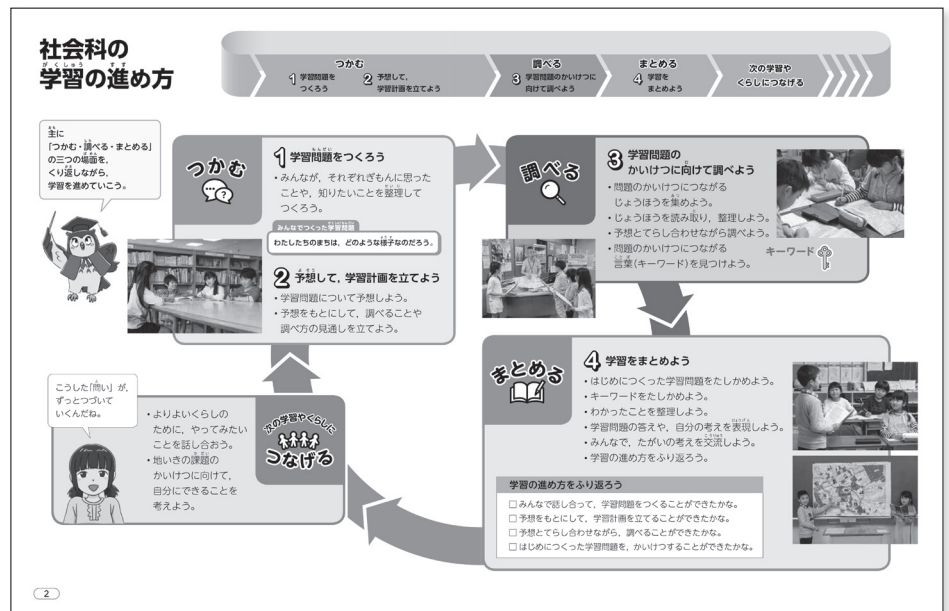 社会科の
学習の進め方
がくしゅう
すす
つかむ
1 学習問題を
つくろう
2 予想して,
学習計画を立てよう
調べる
3 学習問題のかいけつに
向けて調べよう
まとめる
4 学習を
まとめよう
次の学習や
くらしにつなげる
主に
「つかむ・調べる・まとめる」
の三つの場面を,
くり返しながら,
学習を進めていこう。
つかむ
1 学習問題をつくろう
・みんなが,それぞれぎもんに思った
ことや,知りたいことを整理して
つくろう。
みんなでつくった学習問題
わたしたちのまちは,どのような様子なのだろう。
2 予想して,学習計画を立てよう
・学習問題について予想しよう。
・予想をもとにして,調べることや
調べ方の見通しを立てよう。
調べる
3 学習問題の
かいけつに向けて調べよう
・問題のかいけつにつながる
じょうほうを集めよう。
・じょうほうを読み取り,整理しよう。
・予想とてらし合わせながら調べよう。
・問題のかいけつにつながる
言葉(キーワード)を見つけよう。
キーワード
まとめる
4 学習をまとめよう
・はじめにつくった学習問題をたしかめよう。
・キーワードをたしかめよう。
・わかったことを整理しよう。
・学習問題の答えや,自分の考えを表現しよう。
・みんなで,たがいの考えを交流しよう。
・学習の進め方をふり返ろう。
学習の進め方をふり返ろう
□みんなで話し合って,学習問題をつくることができたかな。
□予想をもとにして,学習計画を立てることができたかな。
□予想とてらし合わせながら,調べることができたかな。
□はじめにつくった学習問題を,かいけつすることができたかな。
次の学習やくらしに
つなげる
・よりよいくらしの
ために,やってみたい
ことを話し合おう。
・地いきの課題の
かいけつに向けて,
自分にできることを
考えよう。
こうした「問い」が,
ずっとつづいて
いくんだね。
2